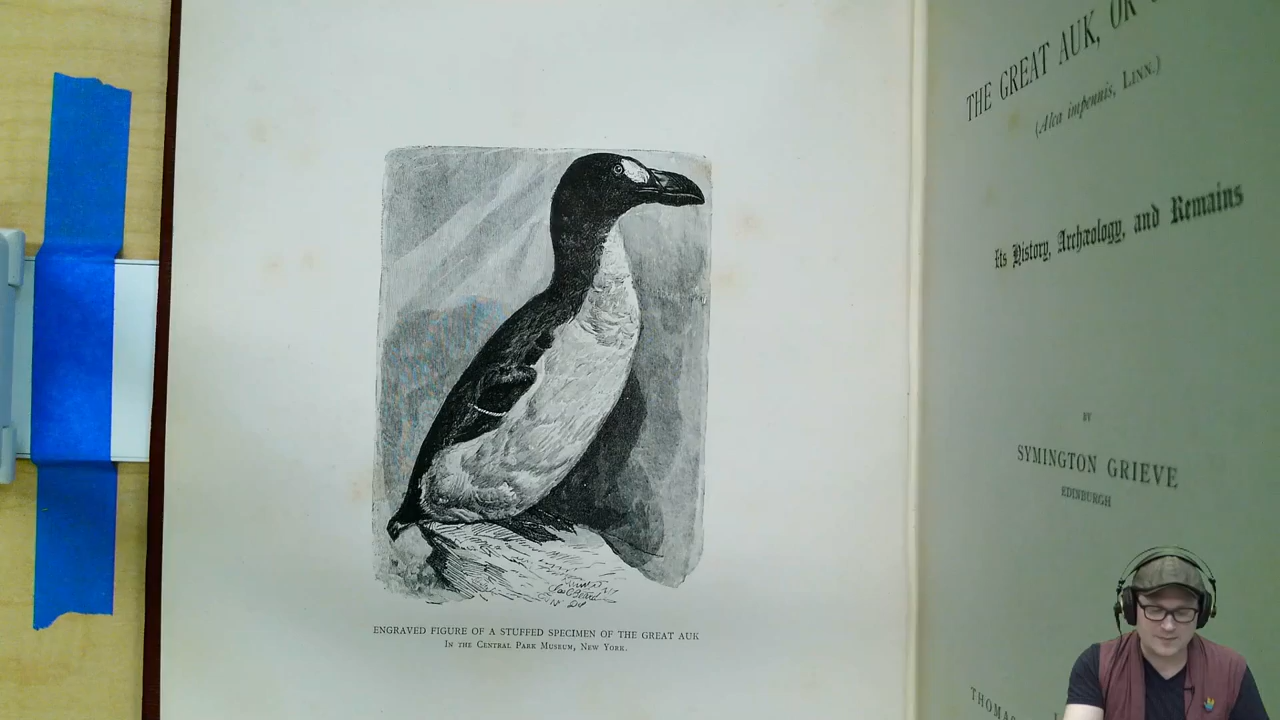 ENGRAVED FIGURE OF A STUFFED SPECIMEN OF THE GREAT AUK
IN THE CENTRAL PARK MUSEUM, NEW YORK.
THE GREAT AUK, OR
(Alca impennis, LINN.)
Its History, Archæology, and Remains
BY
SYMINGTON GRIEVE
EDINBURGH
THOMAS